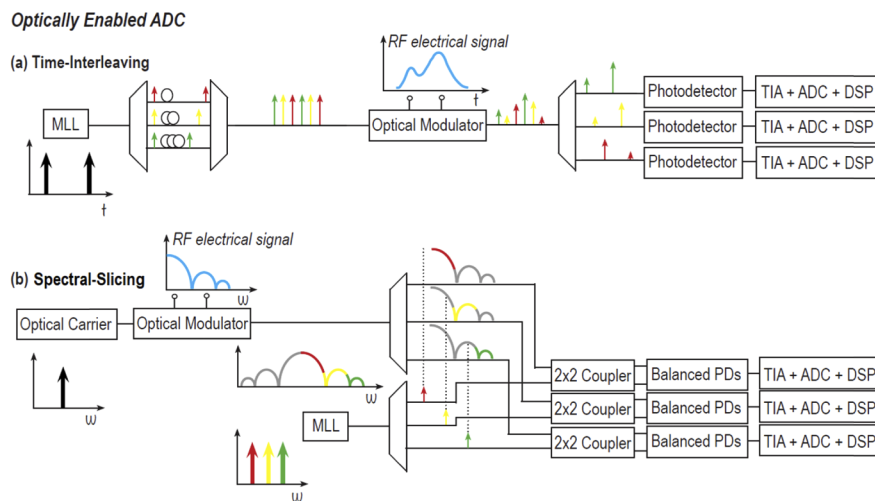 Optically Enabled ADC
(a) Time-Interleaving
RF electrical signal
t
MLL
Optical Modulator
Photodetector
TIA + ADC + DSP
Photodetector
TIA + ADC + DSP
Photodetector
TIA + ADC + DSP
t
(b) Spectral-Slicing
RF electrical signal
ω
Optical Carrier
Optical Modulator
ω
ω
MLL
ω
2x2 Coupler
Balanced PDs
TIA + ADC + DSP
2x2 Coupler
Balanced PDs
TIA + ADC + DSP
2x2 Coupler
Balanced PDs
TIA + ADC + DSP